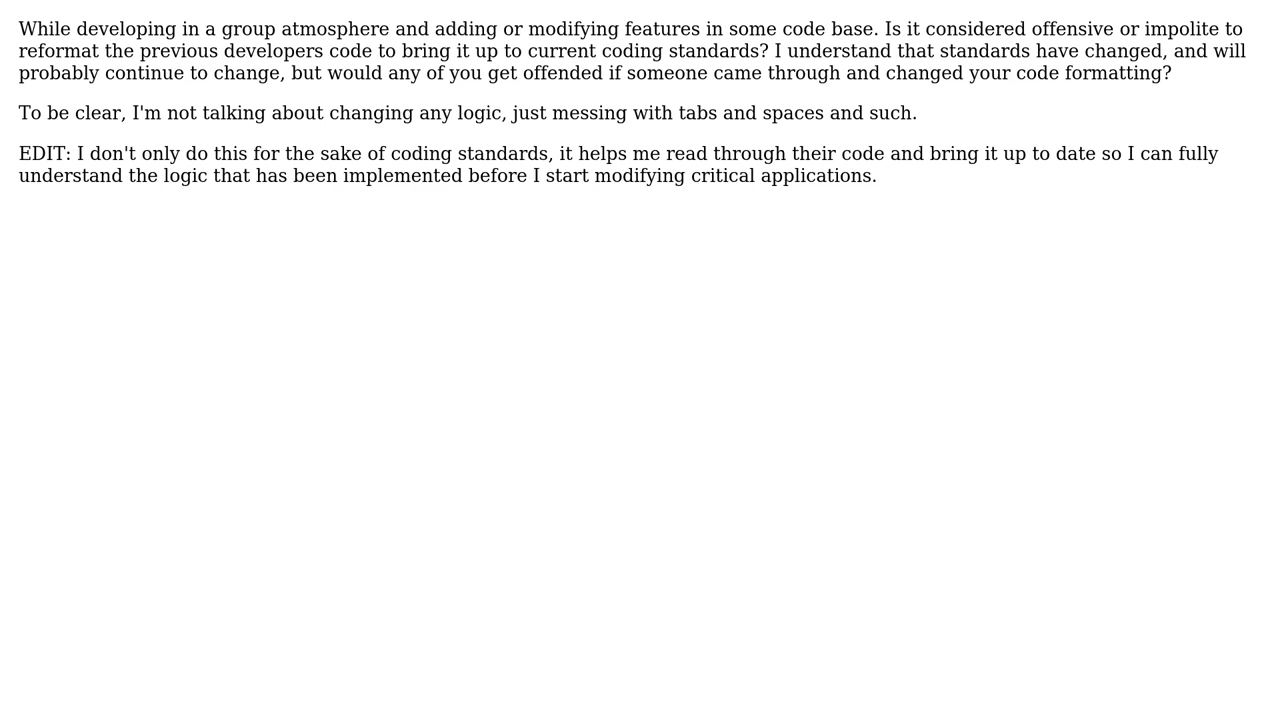 While developing in a group atmosphere and adding or modifying features in some code base. Is it considered offensive or impolite to
reformat the previous developers code to bring it up to current coding standards? I understand that standards have changed, and will
probably continue to change, but would any of you get offended if someone came through and changed your code formatting?
To be clear, I'm not talking about changing any logic, just messing with tabs and spaces and such.
EDIT: I don't only do this for the sake of coding standards, it helps me read through their code and bring it up to date so I can fully
understand the logic that has been implemented before I start modifying critical applications.